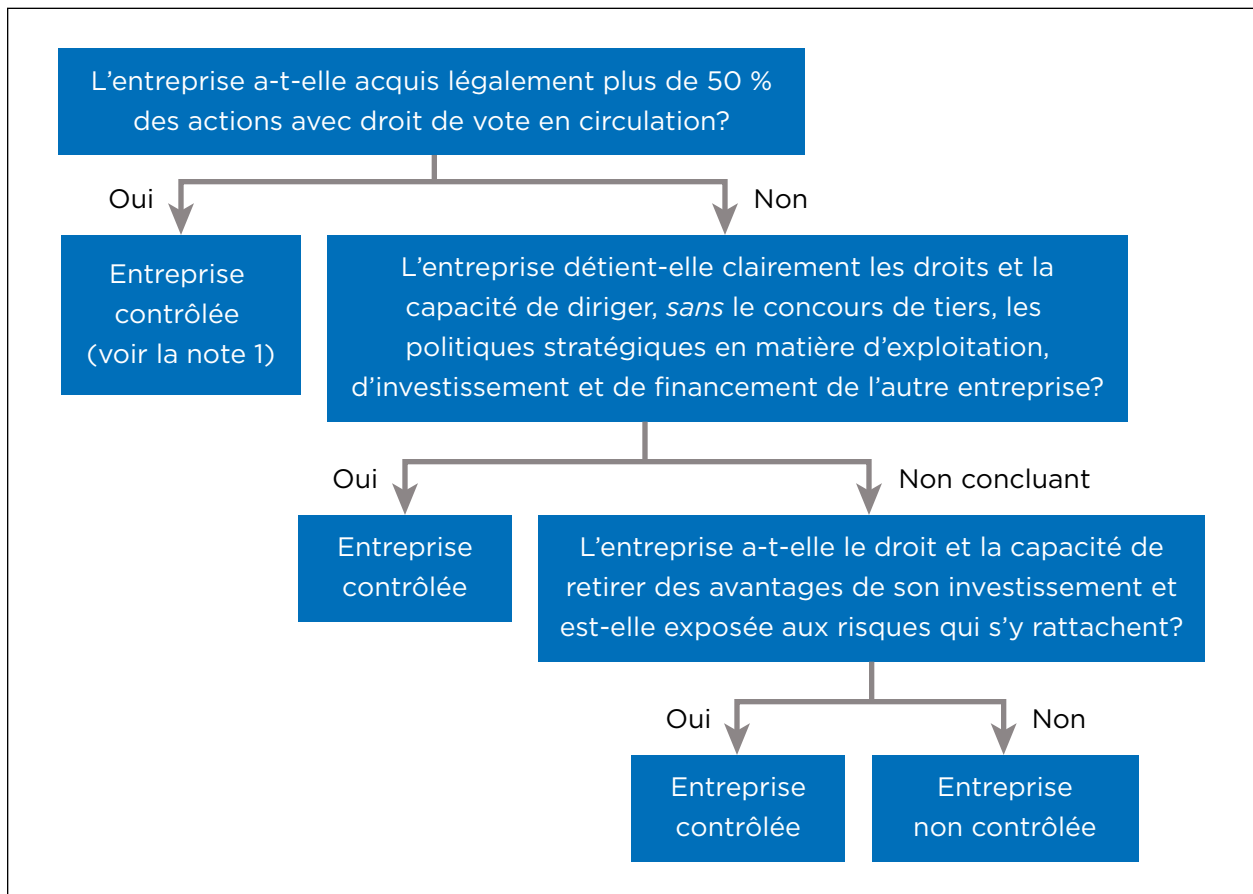 L'entreprise a-t-elle acquis légalement plus de 50 %
des actions avec droit de vote en circulation?
Oui
Non
Entreprise
contrôlée
(voir la note 1)
L'entreprise détient-elle clairement les droits et la
capacité de diriger, sans le concours de tiers, les
politiques stratégiques en matière d'exploitation,
d'investissement et de financement de l'autre entreprise?
Oui
Non concluant
Entreprise
contrôlée
L'entreprise a-t-elle le droit et la capacité de
retirer des avantages de son investissement et
est-elle exposée aux risques qui s'y rattachent?
Oui
Non
Entreprise
contrôlée
Entreprise
non contrôlée